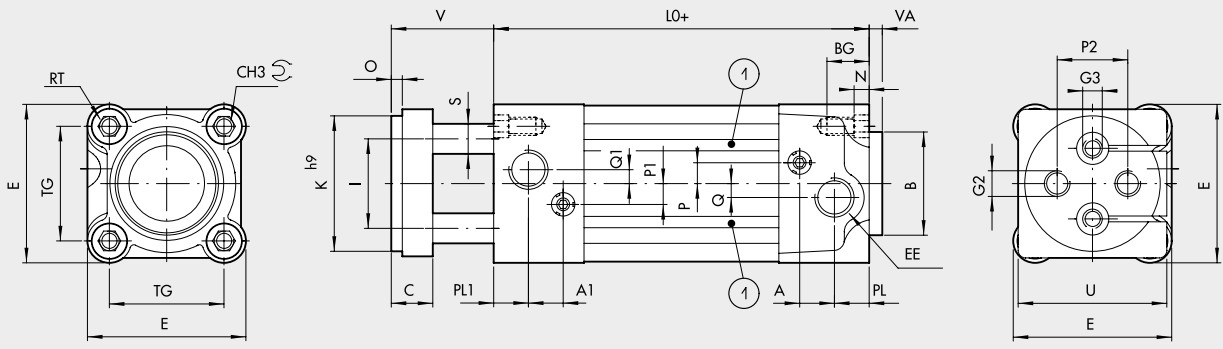 RT
CH3
E
TG
TG
E
V
L0+
VA
O
S
BG
N
1
K h9
I
Q1
P1
P
Q
B
EE
C
PL1
A1
1
A
PL
P2
G3
G2
E
U
E